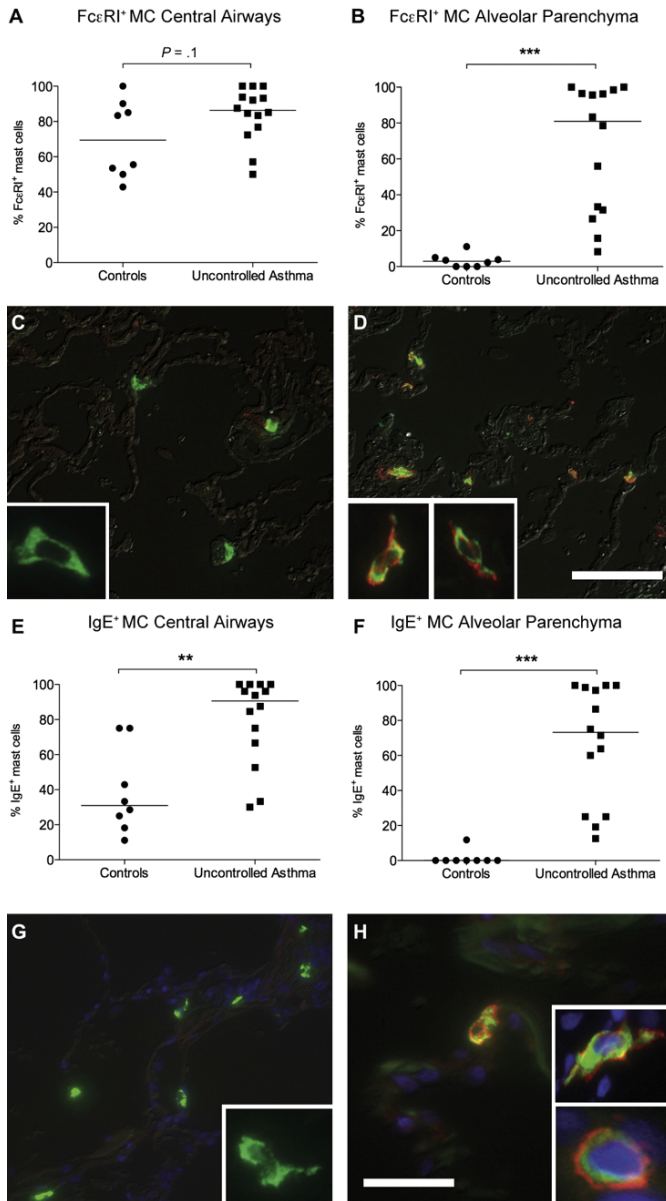 A
FcεRI⁺ MC Central Airways
P = .1
% FcεRI⁺ mast cells
100
80
60
40
20
0
Controls
Uncontrolled Asthma
B
FcεRI⁺ MC Alveolar Parenchyma
***
% FcεRI⁺ mast cells
100
80
60
40
20
0
Controls
Uncontrolled Asthma
C
D
E
IgE⁺ MC Central Airways
**
% IgE⁺ mast cells
100
80
60
40
20
0
Controls
Uncontrolled Asthma
F
IgE⁺ MC Alveolar Parenchyma
***
% IgE⁺ mast cells
100
80
60
40
20
0
Controls
Uncontrolled Asthma
G
H